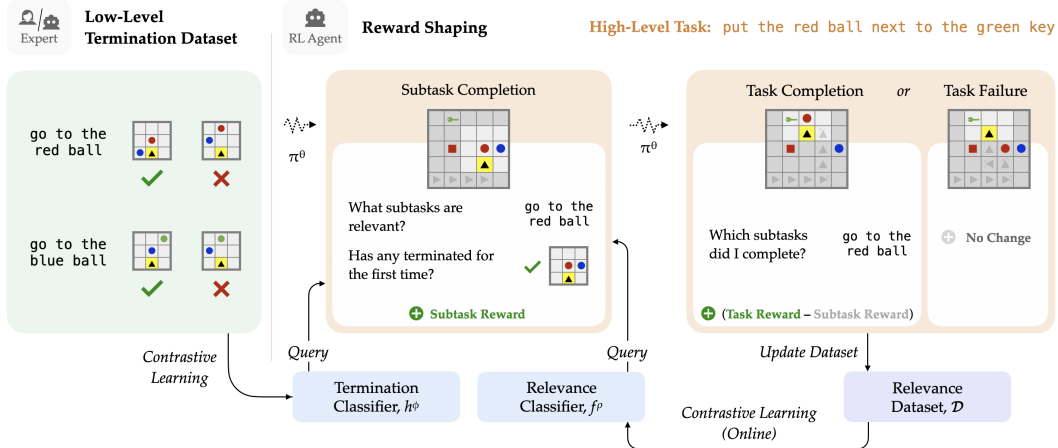 Expert
Low-Level
Termination Dataset
RL Agent
Reward Shaping
High-Level Task: put the red ball next to the green key
go to the
red ball
go to the
blue ball
Contrastive
Learning
πθ
Subtask Completion
What subtasks are
relevant?
go to the
red ball
Has any terminated for
the first time?
Subtask Reward
πθ
Task Completion or Task Failure
Which subtasks
did I complete?
go to the
red ball
(Task Reward – Subtask Reward)
No Change
Query
Query
Update Dataset
Termination
Classifier, hϕ
Relevance
Classifier, fρ
Contrastive Learning
(Online)
Relevance
Dataset, 𝒟